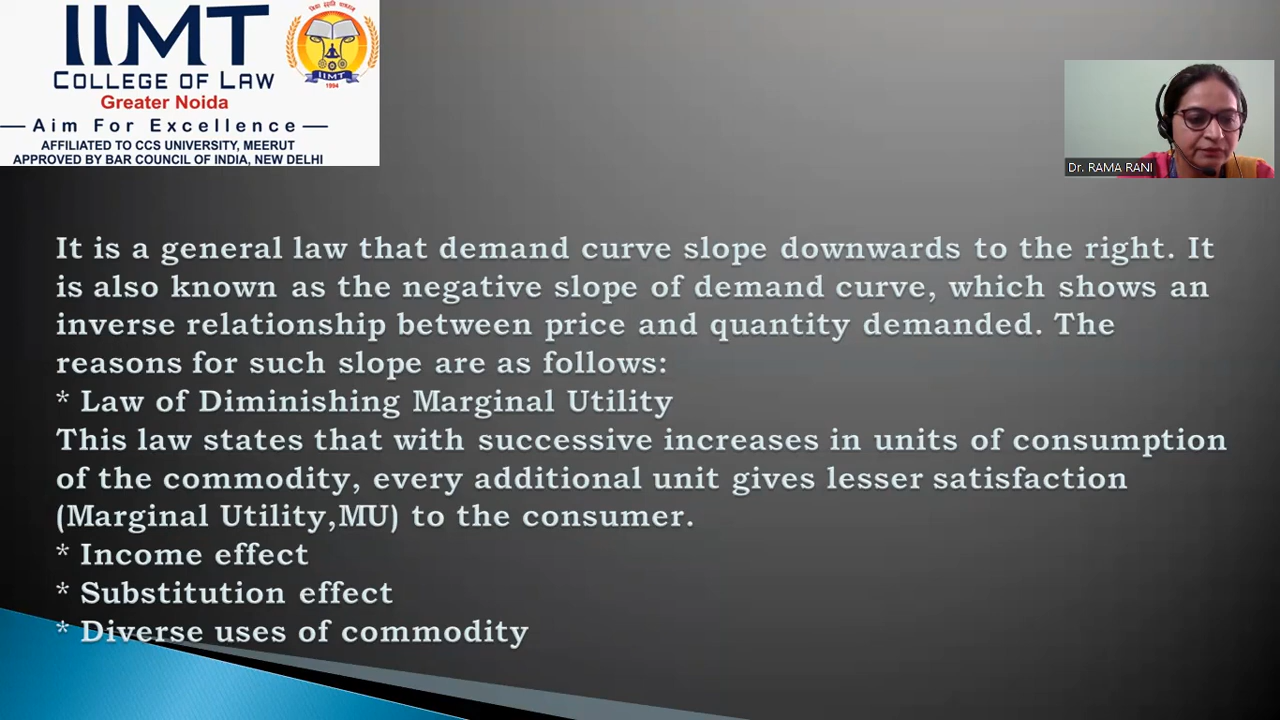 IIMT
COLLEGE OF LAW
Greater Noida
— Aim For Excellence —
AFFILIATED TO CCS UNIVERSITY, MEERUT
APPROVED BY BAR COUNCIL OF INDIA, NEW DELHI
IIMT
1994
Dr. RAMA RANI
It is a general law that demand curve slope downwards to the right. It
is also known as the negative slope of demand curve, which shows an
inverse relationship between price and quantity demanded. The
reasons for such slope are as follows:
* Law of Diminishing Marginal Utility
This law states that with successive increases in units of consumption
of the commodity, every additional unit gives lesser satisfaction
(Marginal Utility,MU) to the consumer.
* Income effect
* Substitution effect
* Diverse uses of commodity